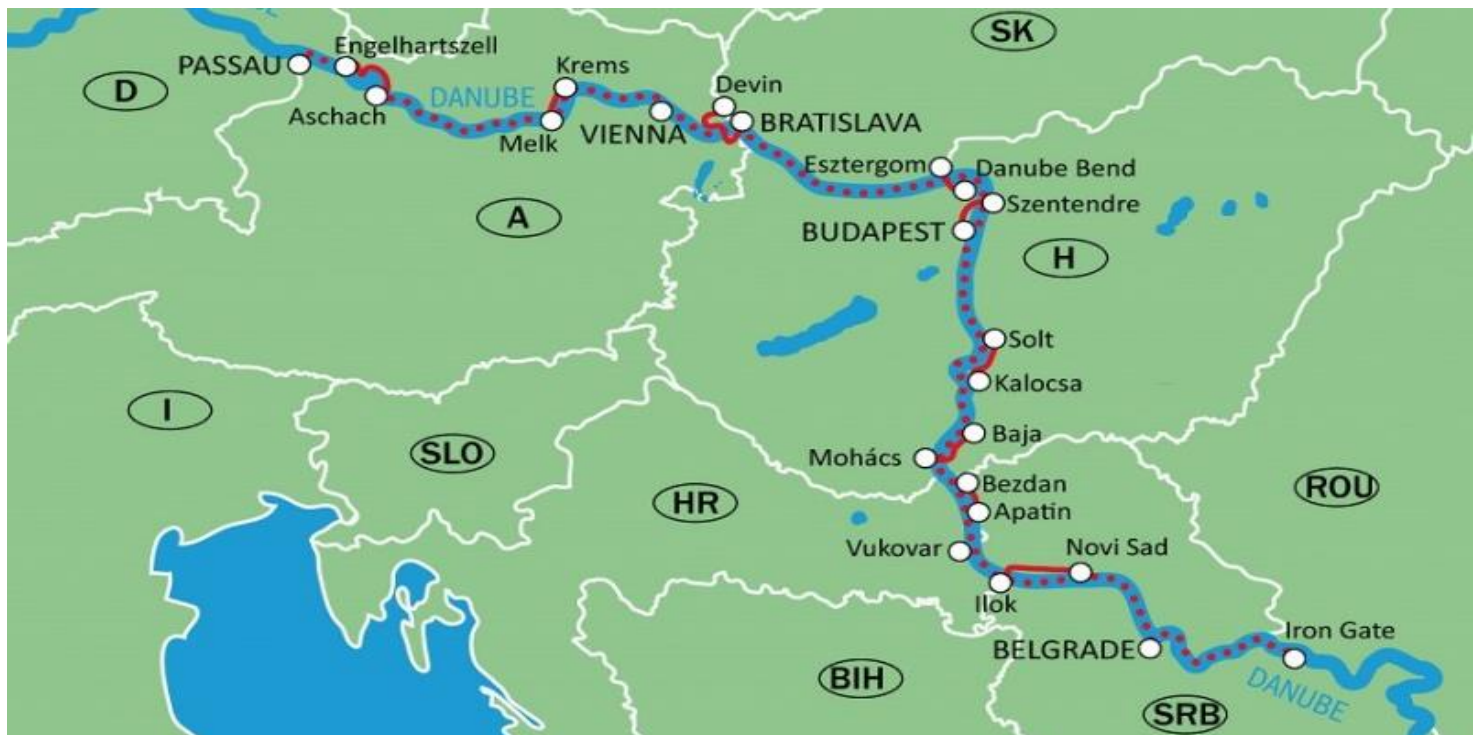 BE
SK
Engelhartszell
PASSAU
Krems
D
DANUBE
Devin
Aschach
Melk
VIENNA
BRATISLAVA
Esztergom
Danube Bend
Szentendre
A
BUDAPEST
H
Solt
Kalocsa
I
Baja
SLO
Mohács
HR
Bezdan
ROU
Apatin
Vukovar
Novi Sad
Ilok
Iron Gate
BELGRADE
BIH
DANUBE
SRB